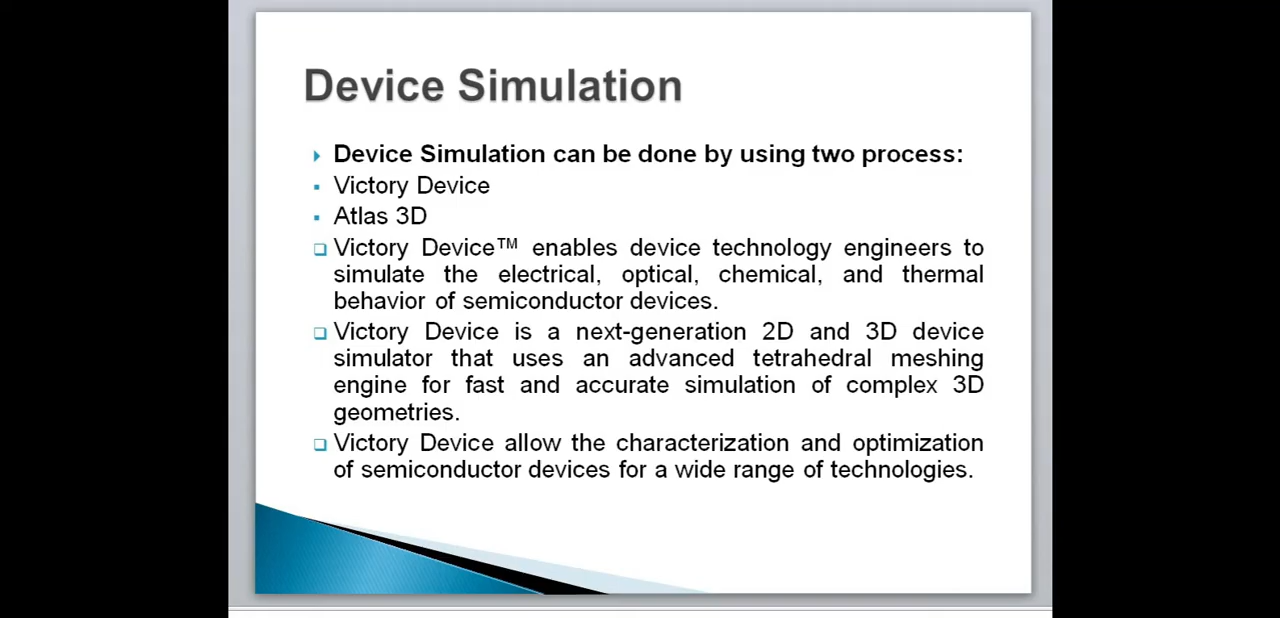 Device Simulation
Device Simulation can be done by using two process:
Victory Device
Atlas 3D
Victory Device™ enables device technology engineers to
simulate the electrical, optical, chemical, and thermal
behavior of semiconductor devices.
Victory Device is a next-generation 2D and 3D device
simulator that uses an advanced tetrahedral meshing
engine for fast and accurate simulation of complex 3D
geometries.
Victory Device allow the characterization and optimization
of semiconductor devices for a wide range of technologies.